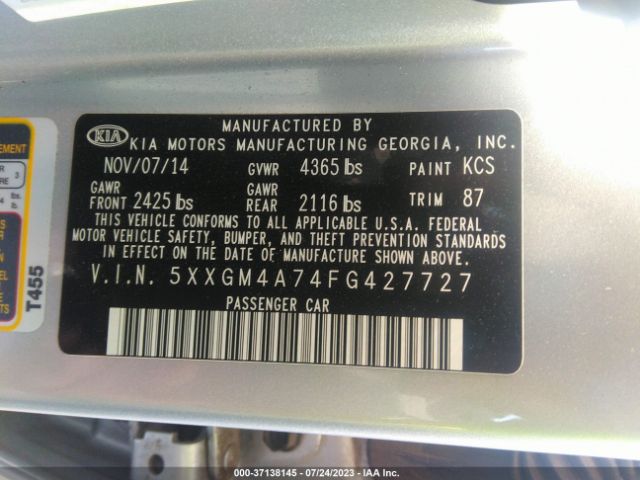 MANUFACTURED BY
KIA KIA MOTORS MANUFACTURING GEORGIA, INC.
NOV/07/14 GVWR 4365 lbs PAINT KCS
GAWR FRONT 2425 lbs GAWR REAR 2116 lbs TRIM 87
THIS VEHICLE CONFORMS TO ALL APPLICABLE U.S.A. FEDERAL
MOTOR VEHICLE SAFETY, BUMPER, AND THEFT PREVENTION STANDARDS
IN EFFECT ON THE DATE OF MANUFACTURE SHOWN ABOVE.
V.I.N. 5XXGM4A74FG427727
PASSENGER CAR
T455
3
000-37138145 - 07/24/2023 - IAA Inc.